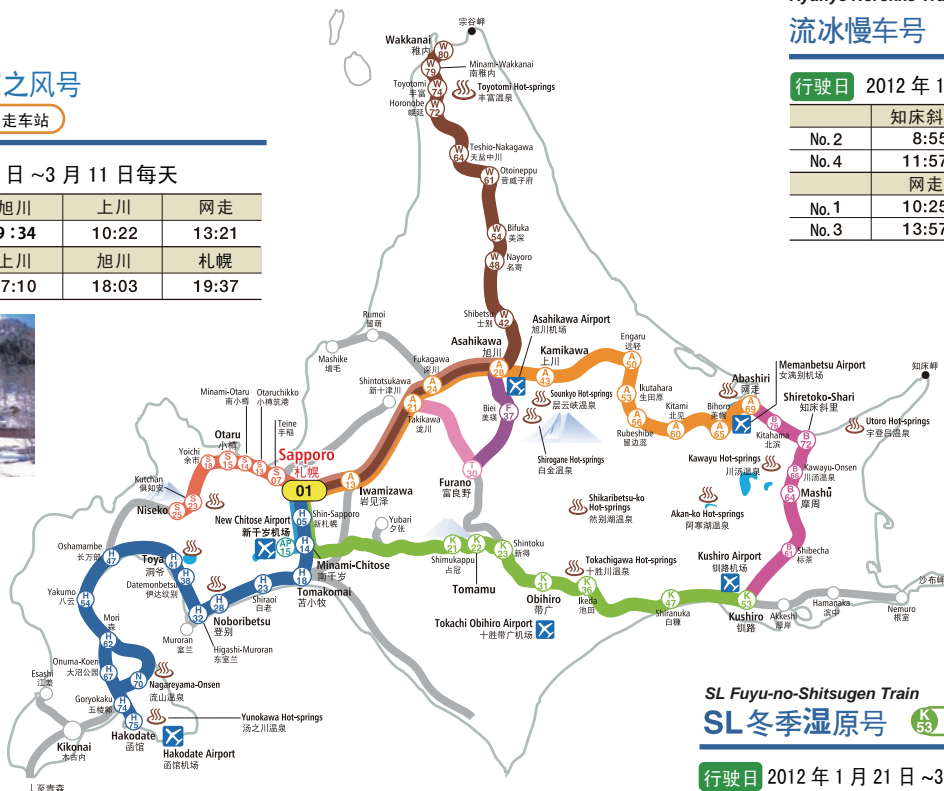 之风号
走车站
日 ~3 月 11 日每天
旭川 上川 网走
9:34 10:22 13:21
上川 旭川 札幌
7:10 18:03 19:37
流冰慢车号
行驶日 2012 年 1
知床斜
No. 2 8:55
No. 4 11:57
网走
No. 1 10:25
No. 3 13:57
宗谷岬
Wakkanai
稚内
W 80
W 79
Minami-Wakkanai
南稚内
Toyotomi
丰富
W 74
Toyotomi Hot-springs
丰富温泉
Horonobe
幌延
W 72
Teshio-Nakagawa
天盐中川
W 64
Otoineppu
音威子府
W 61
Bifuka
美深
W 54
Nayoro
名寄
W 48
Shibetsu
士别
W 42
Asahikawa Airport
旭川机场
Asahikawa
旭川
A 28
Kamikawa
上川
A 43
Engaru
远轻
A 50
Rumoi
留萌
Mashike
增毛
Fukagawa
深川
A 24
Shintotsukawa
新十津川
A 21
Takikawa
泷川
Biei
美瑛
F 37
Sounkyo Hot-springs
层云峡温泉
Shirogane Hot-springs
白金温泉
Ikutahara
生田原
A 53
A 56
Rubeshibe
留边蕊
Kitami
北见
A 60
Bihoro
美幌
A 65
Abashiri
网走
A 69
Memanbetsu Airport
女满别机场
Shiretoko-Shari
知床斜里
知床岬
B 76
Kitahama
北滨
B 72
Utoro Hot-springs
宇登吕温泉
Kawayu Hot-springs
川汤温泉
B 66
Kawayu-Onsen
川汤温泉
B 64
Mashū
摩周
Akan-ko Hot-springs
阿寒湖温泉
B 61
Shibecha
标茶
Minami-Otaru
南小樽
Otaruchikko
小樽筑港
Teine
手稻
Otaru
小樽
Yoichi
余市
S 18
S 15
S 14
S 13
S 07
Sapporo
札幌
01
Kutchan
俱知安
S 23
Niseko
S 25
A 13
Iwamizawa
岩见泽
Furano
富良野
T 30
Shikaribetsu-ko
Hot-springs
然别湖温泉
New Chitose Airport
新千岁机场
AP 15
H 05
Shin-Sapporo
新札幌
H 14
Minami-Chitose
南千岁
Yubari
夕张
K 21
Shimukappu
占冠
K 22
Tomamu
K 23
Shintoku
新得
Tokachigawa Hot-springs
十胜川温泉
K 31
Obihiro
带广
K 36
Ikeda
池田
Tokachi Obihiro Airport
十胜带广机场
K 47
Shiranuka
白糠
Kushiro Airport
钏路机场
K 53
Kushiro
钏路
Akkeshi
厚岸
Hamanaka
滨中
Nemuro
根室
沙布岬
Oshamambe
长万部
H 47
Toya
洞爷
H 41
Datemonbetsu
伊达纹别
H 38
H 18
Tomakomai
苫小牧
H 23
Shiraoi
白老
H 28
Noboribetsu
登别
H 32
Higashi-Muroran
东室兰
Muroran
室兰
Yakumo
八云
H 54
Mori
森
H 62
Onuma-Koen
大沼公园
H 67
N 70
Nagareyama-Onsen
流山温泉
Esashi
江差
Goryokaku
五棱郭
H 74
H 75
Hakodate
函馆
Yunokawa Hot-springs
汤之川温泉
Hakodate Airport
函馆机场
Kikonai
木古内
↓至青森
SL Fuyu-no-Shitsugen Train
SL冬季湿原号 K 53
行驶日 2012 年 1 月 21 日 ~3